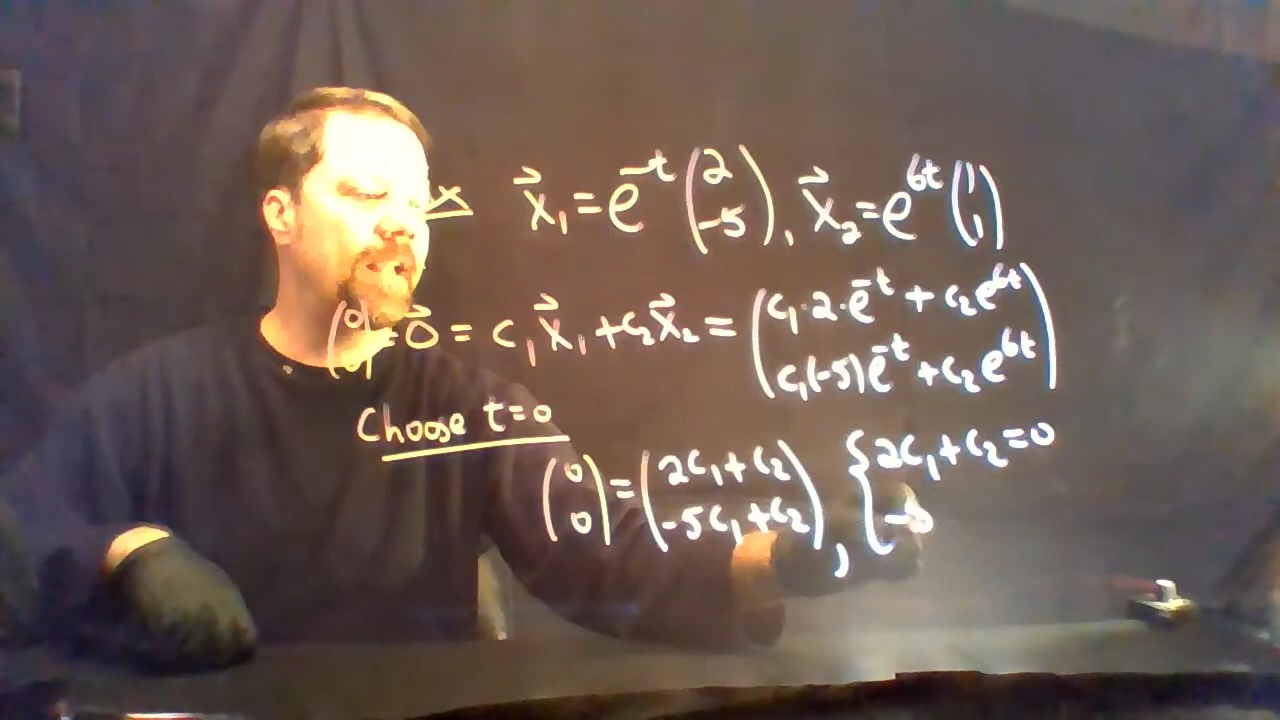 x x⃗₁ = e^{-t} (2 -5), x⃗₂ = e^{6t} (1 1)
(0 0) = 0⃗ = c₁x⃗₁ + c₂x⃗₂ = (c₁·2·e^{-t} + c₂e^{6t} c₁(-5)e^{-t} + c₂e^{6t})
Choose t=0
(0 0) = (2c₁+c₂ -5c₁+c₂), { 2c₁+c₂=0 -5